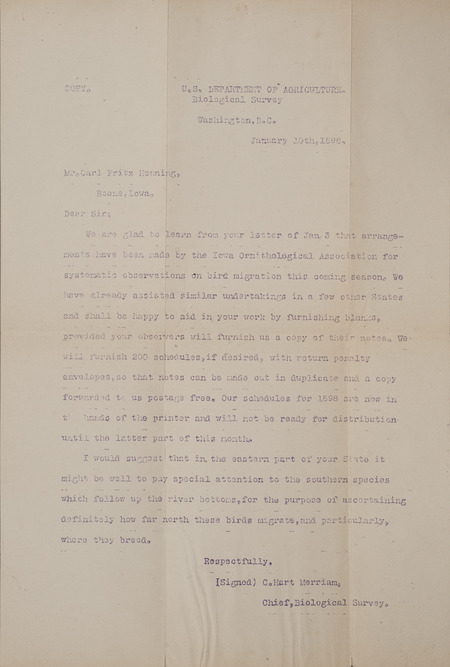 COPY. U.S. DEPARTMENT OF AGRICULTURE.
Biological Survey
Washington,D.C.
January 10th,1898.
Mr.Carl Fritz Henning,
Boone,Iowa.
Dear Sir;
We are glad to learn from your letter of Jan.3 that arrange-
ments have been made by the Iowa Ornithological Association for
systematic observations on bird migration this coming season. We
have already assisted similar undertakings in a few other States
and shall be happy to aid in your work by furnishing blanks,
provided your observers will furnish us a copy of their notes. We
will furnish 200 schedules,if desired, with return penalty
envelopes,so that notes can be made out in duplicate and a copy
forwarded to us postage free. Our schedules for 1898 are now in
hands of the printer and will not be ready for distribution
until the latter part of this month.
I would suggest that in the eastern part of your State it
might be well to pay special attention to the southern species
which follow up the river bottoms,for the purpose of ascertaining
definitely how far north these birds migrate,and particularly,
where they breed.
Respectfully,
(Signed) C.Hart Merriam,
Chief,Biological Survey.